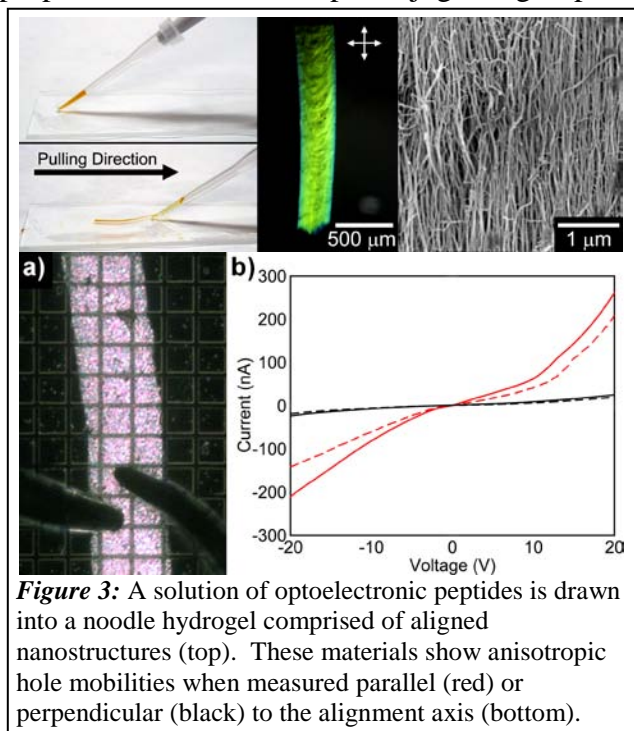 Pulling Direction
500 μm
1 μm
a)
b)
300
200
100
0
-100
-200
-300
Current (nA)
-20
-10
0
10
20
Voltage (V)
Figure 3: A solution of optoelectronic peptides is drawn
into a noodle hydrogel comprised of aligned
nanostructures (top).  These materials show anisotropic
hole mobilities when measured parallel (red) or
perpendicular (black) to the alignment axis (bottom).